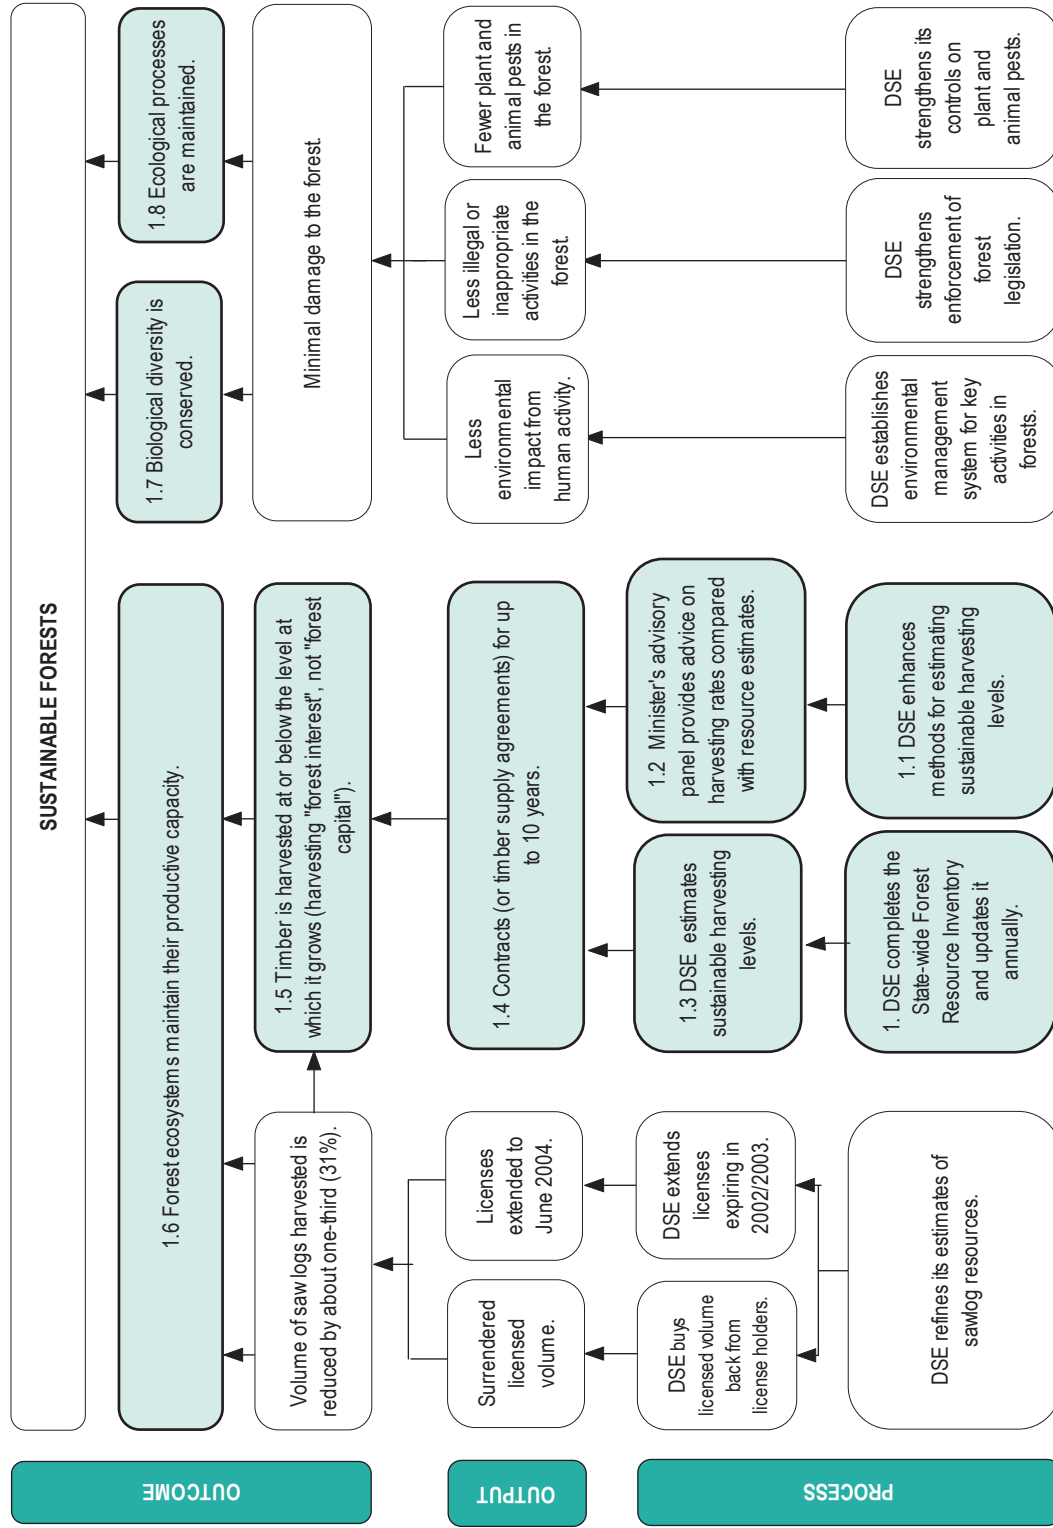 SUSTAINABLE FORESTS
OUTCOME
1.6 Forest ecosystems maintain their productive capacity.
1.7 Biological diversity is
conserved.
1.8 Ecological processes
are maintained.
Volume of sawlogs harvested is
reduced by about one-third (31%).
1.5 Timber is harvested at or below the level at
which it grows (harvesting "forest interest", not "forest
capital").
Minimal damage to the forest.
OUTPUT
Surrendered
licensed
volume.
Licenses
extended to
June 2004.
1.4 Contracts (or timber supply agreements) for up
to 10 years.
Less
environmental
impact from
human activity.
Less illegal or
inappropriate
activities in the
forest.
Fewer plant and
animal pests in
the forest.
PROCESS
DSE buys
licensed volume
back from
license holders.
DSE extends
licenses
expiring in
2002/2003.
1.3 DSE estimates
sustainable harvesting
levels.
1.2 Minister's advisory
panel provides advice on
harvesting rates compared
with resource estimates.
DSE refines its estimates of
sawlog resources.
1. DSE completes the
State-wide Forest
Resource Inventory
and updates it
annually.
1.1 DSE enhances
methods for estimating
sustainable harvesting
levels.
DSE establishes
environmental
management
system for key
activities in
forests.
DSE
strengthens
enforcement of
forest
legislation.
DSE
strengthens its
controls on
plant and
animal pests.